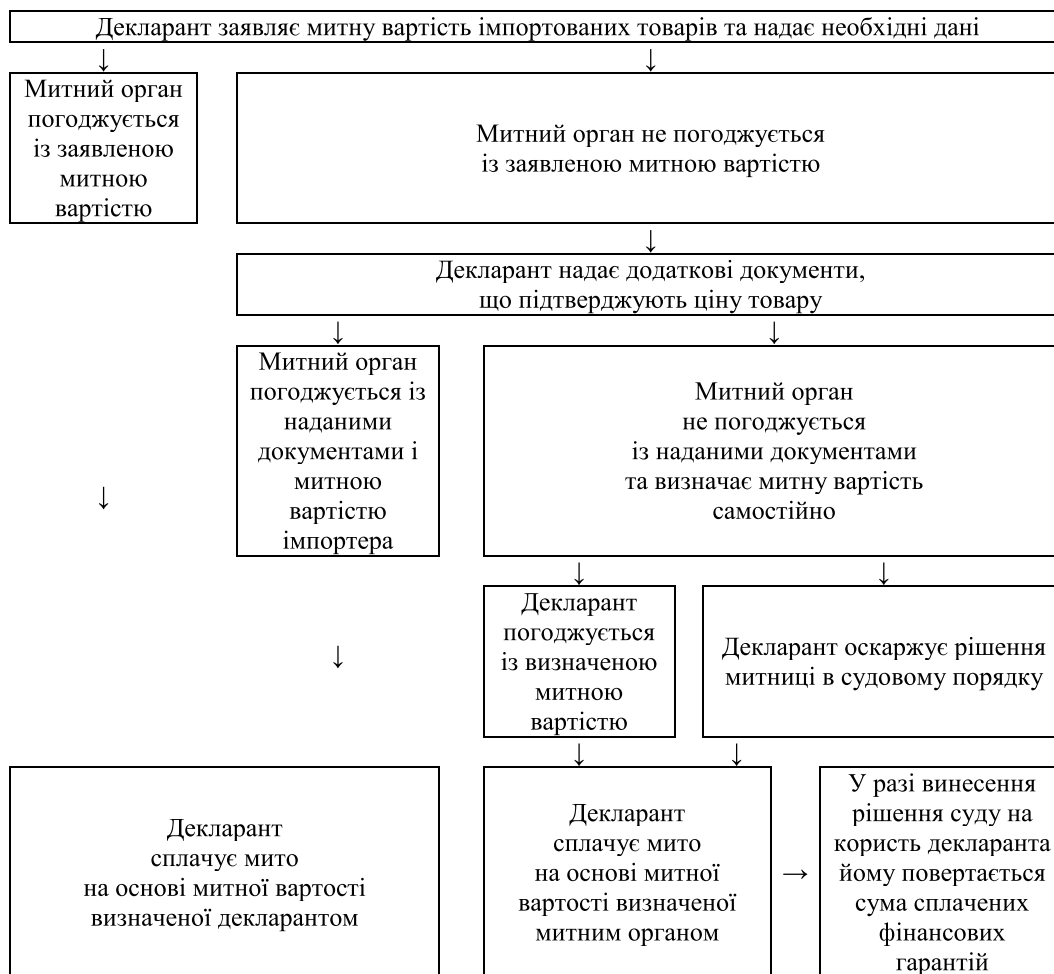 Декларант заявляє митну вартість імпортованих товарів та надає необхідні дані
↓
↓
Митний орган
погоджується
із заявленою
митною
вартістю
Митний орган не погоджується
із заявленою митною вартістю
↓
Декларант надає додаткові документи,
що підтверджують ціну товару
↓
↓
Митний орган
погоджується із
наданими
документами і
митною
вартістю
імпортера
Митний орган
не погоджується
із наданими документами
та визначає митну вартість
самостійно
↓
↓
↓
Декларант
погоджується
із визначеною
митною
вартістю
Декларант оскаржує рішення
митниці в судовому порядку
↓
↓
↓
Декларант
сплачує мито
на основі митної вартості
визначеної декларантом
Декларант
сплачує мито
на основі митної
вартості визначеної
митним органом
→
У разі винесення
рішення суду на
користь декларанта
йому повертається
сума сплачених
фінансових
гарантій